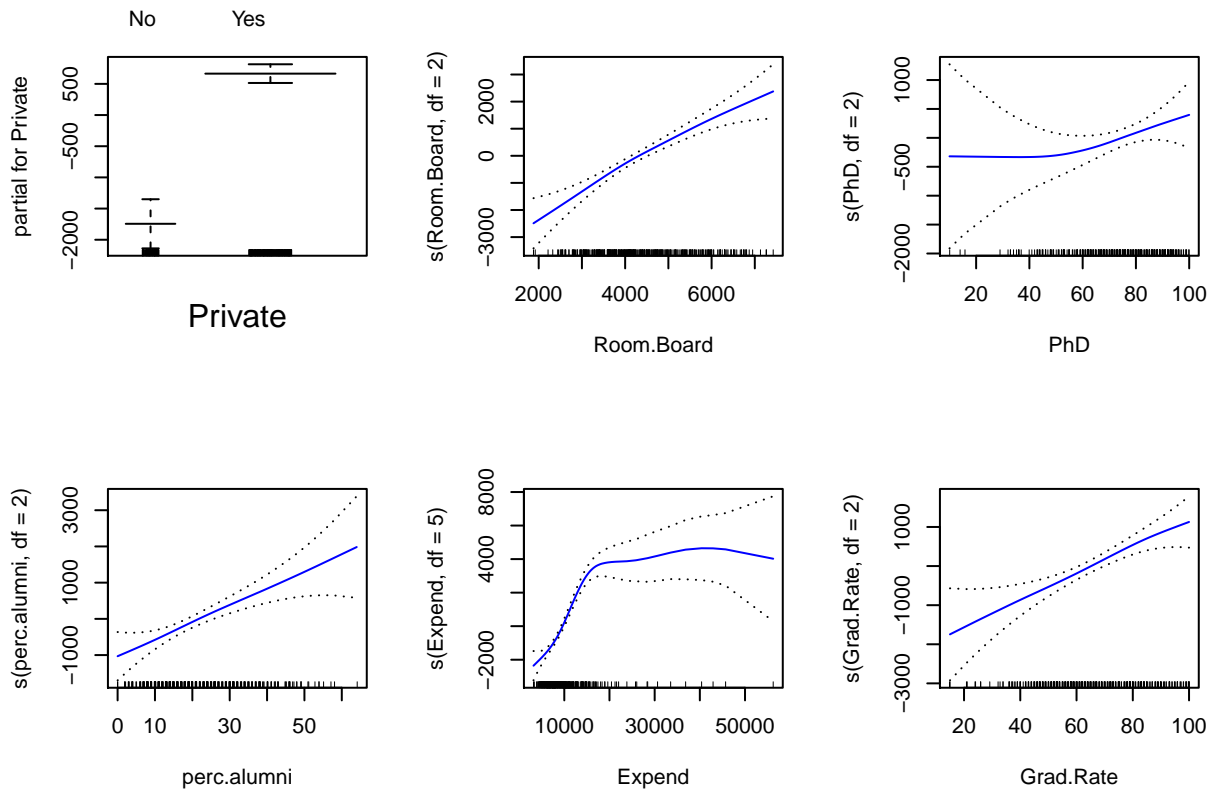 No Yes
partial for Private
500
−500
−2000
Private
s(Room.Board, df = 2)
2000
0
−3000
2000 4000 6000
Room.Board
s(PhD, df = 2)
1000
−500
−2000
20 40 60 80 100
PhD
s(perc.alumni, df = 2)
3000
1000
−1000
0 10 30 50
perc.alumni
s(Expend, df = 5)
8000
4000
−2000
10000 30000 50000
Expend
s(Grad.Rate, df = 2)
1000
−1000
−3000
20 40 60 80 100
Grad.Rate